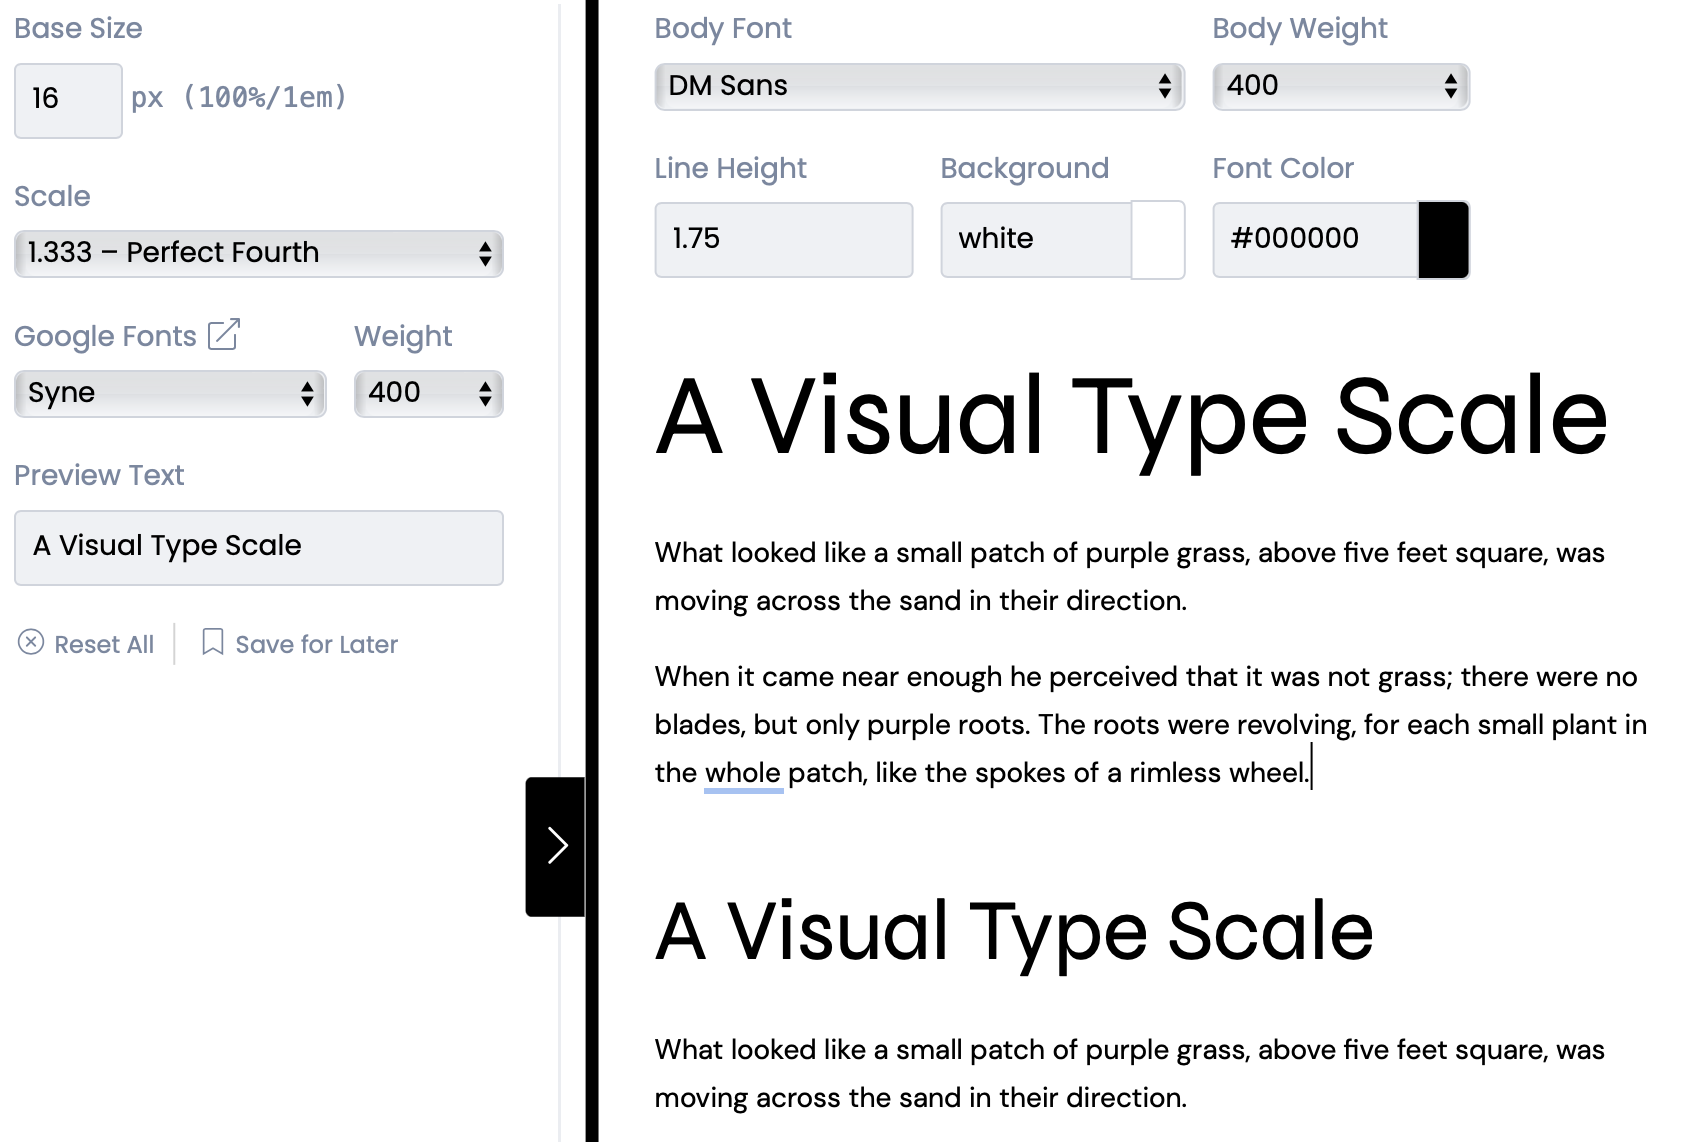 Base Size
16
px (100%/1em)
Scale
1.333 – Perfect Fourth
Google Fonts
Weight
Syne
400
Preview Text
A Visual Type Scale
Reset All
Save for Later
Body Font
Body Weight
DM Sans
400
Line Height
Background
Font Color
1.75
white
#000000
A Visual Type Scale
What looked like a small patch of purple grass, above five feet square, was
moving across the sand in their direction.
When it came near enough he perceived that it was not grass; there were no
blades, but only purple roots. The roots were revolving, for each small plant in
the whole patch, like the spokes of a rimless wheel.
A Visual Type Scale
What looked like a small patch of purple grass, above five feet square, was
moving across the sand in their direction.